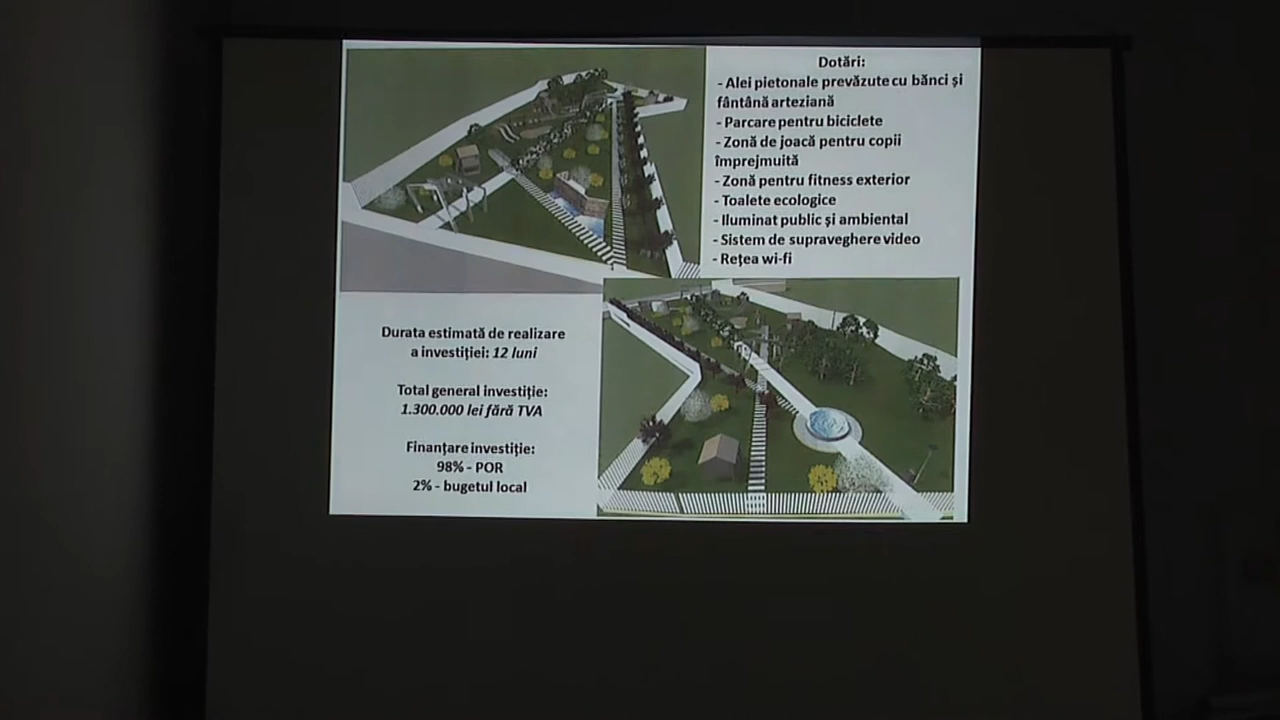 Dotări:
- Alei pietonale prevăzute cu bănci și
fântână arteziană
- Parcare pentru biciclete
- Zonă de joacă pentru copii
împrejmuită
- Zonă pentru fitness exterior
- Toalete ecologice
- Iluminat public și ambiental
- Sistem de supraveghere video
- Rețea wi-fi
Durata estimată de realizare
a investiției: 12 luni
Total general investiție:
1.300.000 lei fără TVA
Finanțare investiție:
98% - POR
2% - bugetul local